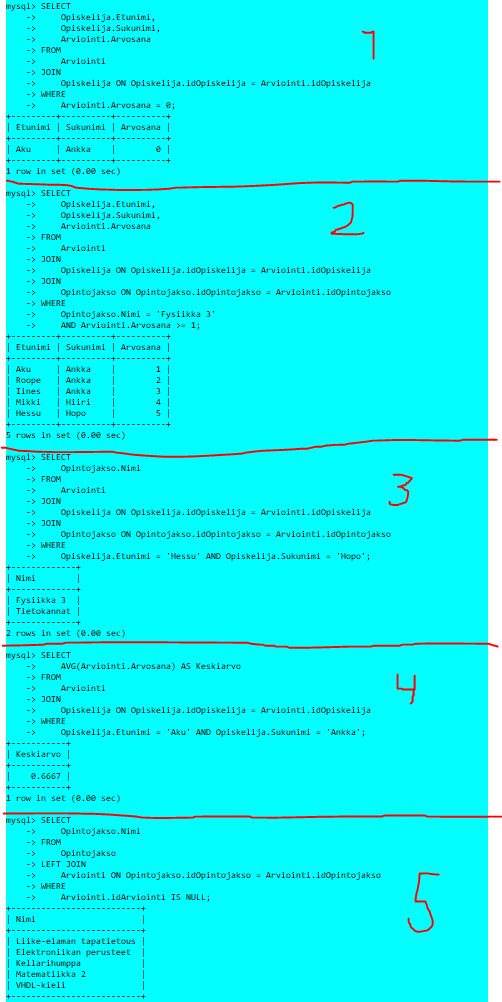 mysql> SELECT
-> Opiskelija.Etunimi,
-> Opiskelija.Sukunimi,
-> Arviointi.Arvosana
-> FROM
-> Arviointi
-> JOIN
-> Opiskelija ON Opiskelija.idOpiskelija = Arviointi.idOpiskelija
-> WHERE
-> Arviointi.Arvosana = 0;
+---------+----------+----------+
| Etunimi | Sukunimi | Arvosana |
+---------+----------+----------+
| Aku | Ankka | 0 |
+---------+----------+----------+
1 row in set (0.00 sec)
1
mysql> SELECT
-> Opiskelija.Etunimi,
-> Opiskelija.Sukunimi,
-> Arviointi.Arvosana
-> FROM
-> Arviointi
-> JOIN
-> Opiskelija ON Opiskelija.idOpiskelija = Arviointi.idOpiskelija
-> JOIN
-> Opintojakso ON Opintojakso.idOpintojakso = Arviointi.idOpintojakso
-> WHERE
-> Opintojakso.Nimi = 'Fysiikka 3'
-> AND Arviointi.Arvosana >= 1;
+---------+----------+----------+
| Etunimi | Sukunimi | Arvosana |
+---------+----------+----------+
| Aku | Ankka | 1 |
| Roope | Ankka | 2 |
| Iines | Ankka | 3 |
| Mikki | Hiiri | 4 |
| Hessu | Hopo | 5 |
+---------+----------+----------+
5 rows in set (0.00 sec)
2
mysql> SELECT
-> Opintojakso.Nimi
-> FROM
-> Arviointi
-> JOIN
-> Opiskelija ON Opiskelija.idOpiskelija = Arviointi.idOpiskelija
-> JOIN
-> Opintojakso ON Opintojakso.idOpintojakso = Arviointi.idOpintojakso
-> WHERE
-> Opiskelija.Etunimi = 'Hessu' AND Opiskelija.Sukunimi = 'Hopo';
+-------------+
| Nimi |
+-------------+
| Fysiikka 3 |
| Tietokannat |
+-------------+
2 rows in set (0.00 sec)
3
mysql> SELECT
-> AVG(Arviointi.Arvosana) AS Keskiarvo
-> FROM
-> Arviointi
-> JOIN
-> Opiskelija ON Opiskelija.idOpiskelija = Arviointi.idOpiskelija
-> WHERE
-> Opiskelija.Etunimi = 'Aku' AND Opiskelija.Sukunimi = 'Ankka';
+-----------+
| Keskiarvo |
+-----------+
| 0.6667 |
+-----------+
1 row in set (0.00 sec)
4
mysql> SELECT
-> Opintojakso.Nimi
-> FROM
-> Opintojakso
-> LEFT JOIN
-> Arviointi ON Opintojakso.idOpintojakso = Arviointi.idOpintojakso
-> WHERE
-> Arviointi.idArviointi IS NULL;
+--------------------------+
| Nimi |
+--------------------------+
| Liike-elaman tapatietous |
| Elektroniikan perusteet |
| Kellarihumppa |
| Matematiikka 2 |
| VHDL-kieli |
+--------------------------+
5